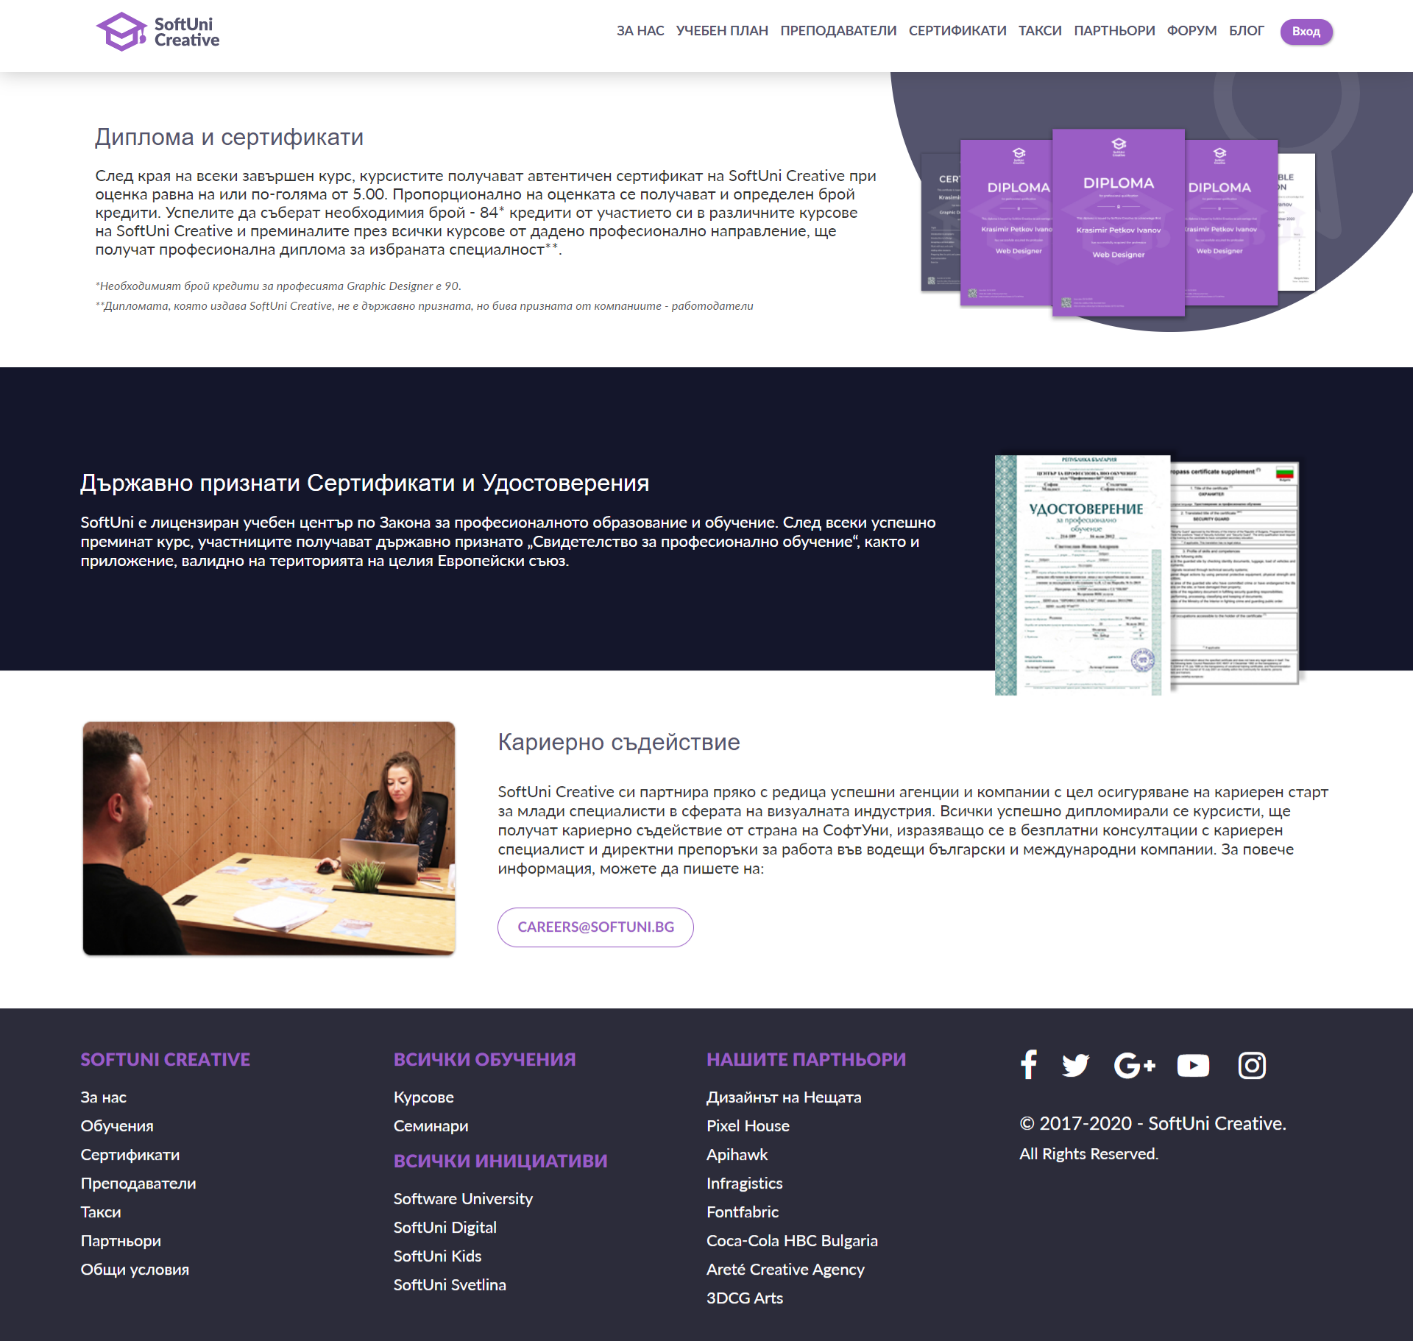 SoftUni
Creative
ЗА НАС УЧЕБЕН ПЛАН ПРЕПОДАВАТЕЛИ СЕРТИФИКАТИ ТАКСИ ПАРТНЬОРИ ФОРУМ БЛОГ Вход
Диплома и сертификати
След края на всеки завършен курс, курсистите получават автентичен сертификат на SoftUni Creative при
оценка равна на или по-голяма от 5.00. Пропорционално на оценката се получават и определен брой
кредити. Успелите да съберат необходимия брой - 84* кредити от участието си в различните курсове
на SoftUni Creative и преминалите през всички курсове от дадено професионално направление, ще
получат професионална диплома за избраната специалност**.
*Необходимият брой кредити за професията Graphic Designer е 90.
**Дипломата, която издава SoftUni Creative, не е държавно призната, но бива призната от компаниите - работодатели
DIPLOMA
Krasimir Petkov Ivanov
Web Designer
DIPLOMA
Krasimir Petkov Ivanov
Web Designer
DIPLOMA
Krasimir Petkov Ivanov
Web Designer
Държавно признати Сертификати и Удостоверения
SoftUni е лицензиран учебен център по Закона за професионалното образование и обучение. След всеки успешно
преминат курс, участниците получават държавно признато „Свидетелство за професионално обучение“, както и
приложение, валидно на територията на целия Европейски съюз.
РЕПУБЛИКА БЪЛГАРИЯ
УДОСТОВЕРЕНИЕ
за професионално
обучение
certificate supplement
SECURITY GUARD
Кариерно съдействие
SoftUni Creative си партнира пряко с редица успешни агенции и компании с цел осигуряване на кариерен старт
за млади специалисти в сферата на визуалната индустрия. Всички успешно дипломирали се курсисти, ще
получат кариерно съдействие от страна на СофтУни, изразяващо се в безплатни консултации с кариерен
специалист и директни препоръки за работа във водещи български и международни компании. За повече
информация, можете да пишете на:
CAREERS@SOFTUNI.BG
SOFTUNI CREATIVE
За нас
Обучения
Сертификати
Преподаватели
Такси
Партньори
Общи условия
ВСИЧКИ ОБУЧЕНИЯ
Курсове
Семинари
ВСИЧКИ ИНИЦИАТИВИ
Software University
SoftUni Digital
SoftUni Kids
SoftUni Svetlina
НАШИТЕ ПАРТНЬОРИ
Дизайнът на Нещата
Pixel House
Apihawk
Infragistics
Fontfabric
Coca-Cola HBC Bulgaria
Areté Creative Agency
3DCG Arts
© 2017-2020 - SoftUni Creative.
All Rights Reserved.